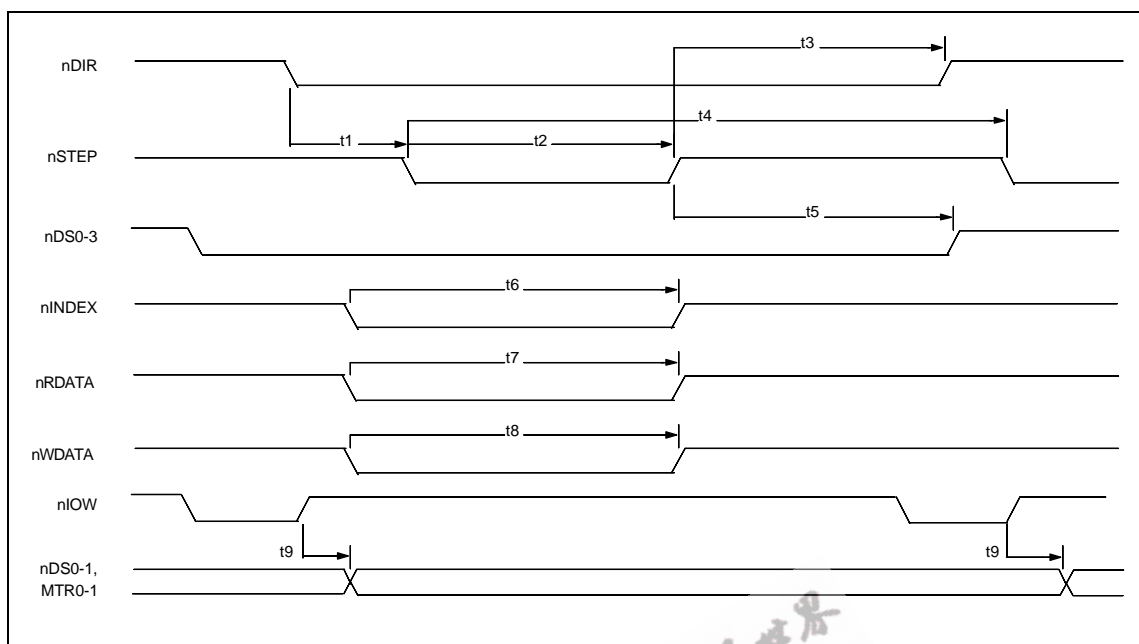 nDIR
t3
t4
nSTEP
t1
t2
t5
nDS0-3
t6
nINDEX
t7
nRDATA
t8
nWDATA
nIOW
t9
t9
nDS0-1,
MTR0-1
界